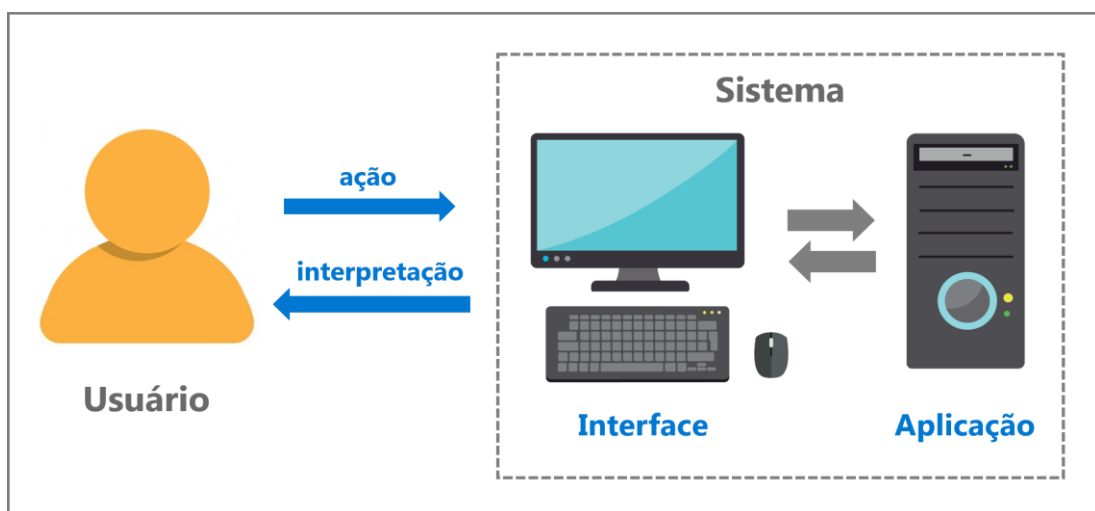 Sistema
ação
interpretação
Usuário
Interface
Aplicação